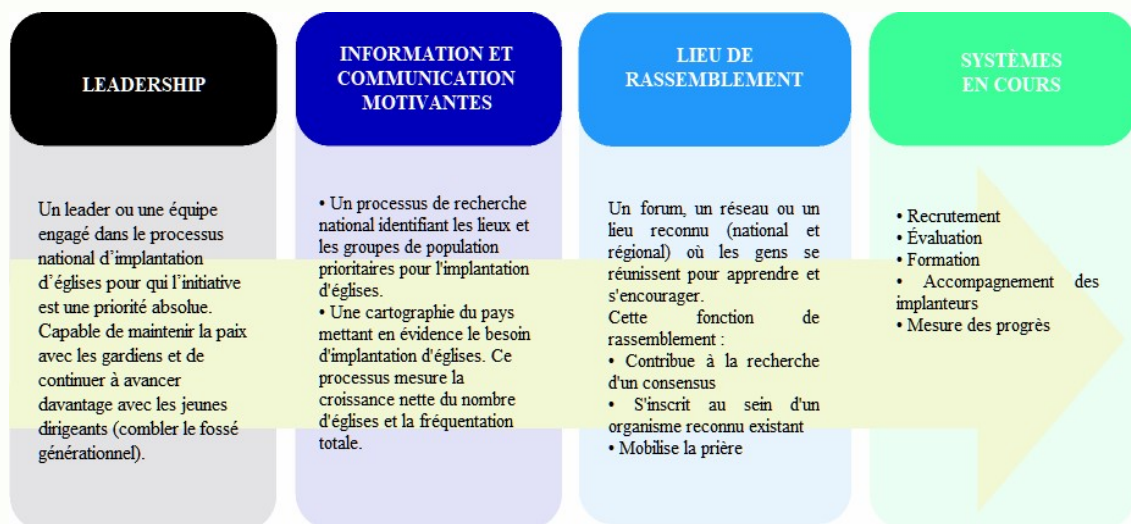 LEADERSHIP
Un leader ou une équipe
engagé dans le processus
national d’implantation
d’églises pour qui l’initiative
est une priorité absolue.
Capable de maintenir la paix
avec les gardiens et de
continuer à avancer
davantage avec les jeunes
dirigeants (combler le fossé
générationnel).
INFORMATION ET
COMMUNICATION
MOTIVANTES
• Un processus de recherche
national identifiant les lieux et
les groupes de population
prioritaires pour l'implantation
d'églises.
• Une cartographie du pays
mettant en évidence le besoin
d'implantation d'églises. Ce
processus mesure la
croissance nette du nombre
d'églises et la fréquentation
totale.
LIEU DE
RASSEMBLEMENT
Un forum, un réseau ou un
lieu reconnu (national et
régional) où les gens se
réunissent pour apprendre et
s'encourager.
Cette fonction de
rassemblement :
• Contribue à la recherche
d'un consensus
• S'inscrit au sein d'un
organisme reconnu existant
• Mobilise la prière
SYSTÈMES
EN COURS
• Recrutement
• Évaluation
• Formation
• Accompagnement des
implanteurs
• Mesure des progrès